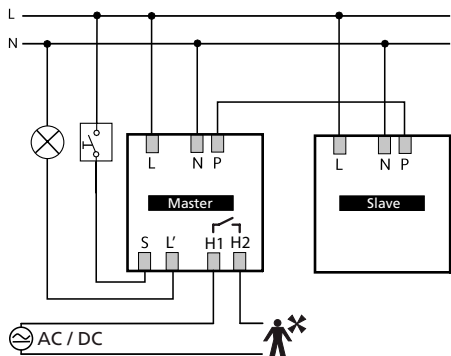 L
N
L N P
L N P
Master
Slave
S L' H1 H2
AC / DC